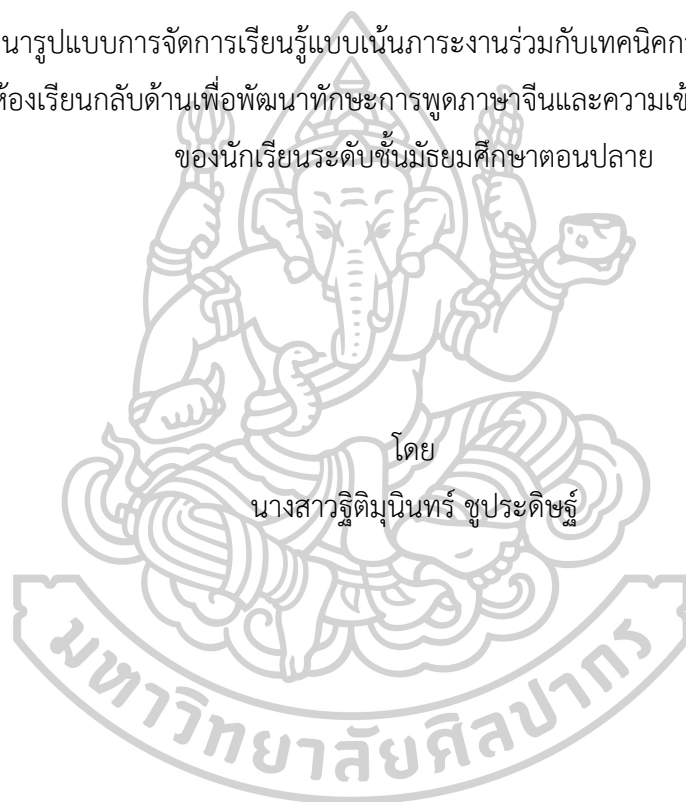 นารูปแบบการจัดการเรียนรู้แบบเน้นภาระงานร่วมกับเทคนิคก
ห้องเรียนกลับด้านเพื่อพัฒนาทักษะการพูดภาษาจีนและความเข้
ของนักเรียนระดับชั้นมัธยมศึกษาตอนปลาย
โดย
นางสาวฐิติมุนินทร์ ชูประดิษฐ์
มหาวิทยาลัยศิลปากร